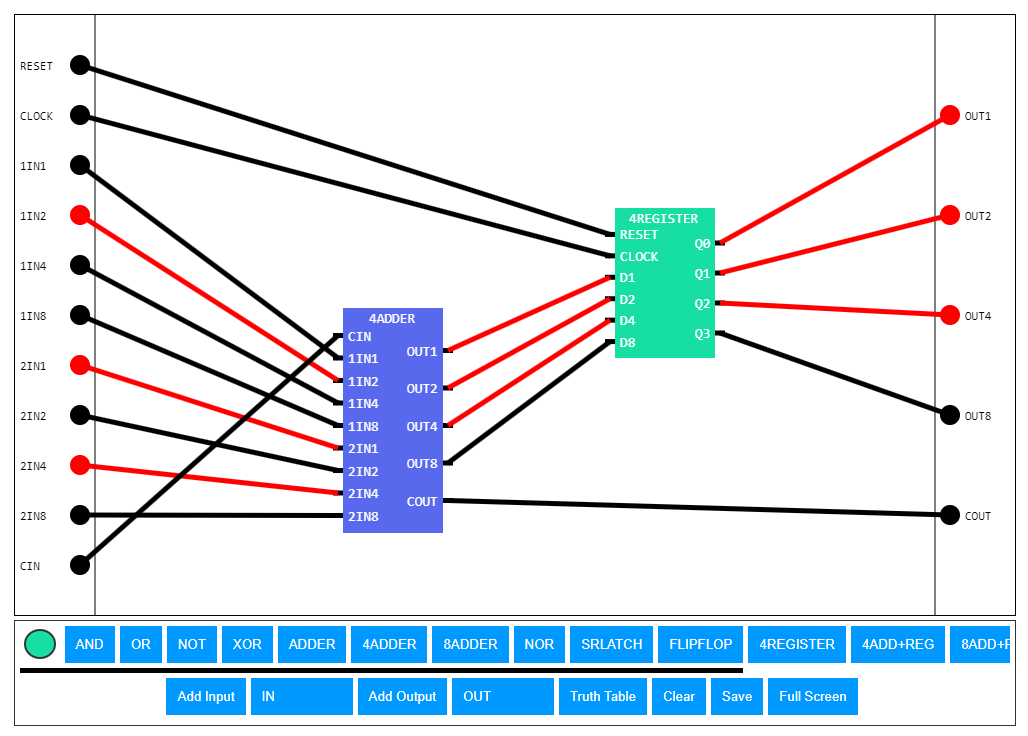 RESET
CLOCK
1IN1
1IN2
1IN4
1IN8
2IN1
2IN2
2IN4
2IN8
CIN
4ADDER
CIN
1IN1
1IN2
1IN4
1IN8
2IN1
2IN2
2IN4
2IN8
OUT1
OUT2
OUT4
OUT8
COUT
4REGISTER
RESET
CLOCK
D1
D2
D4
D8
Q0
Q1
Q2
Q3
OUT1
OUT2
OUT4
OUT8
COUT
AND OR NOT XOR ADDER 4ADDER 8ADDER NOR SRLATCH FLIPFLOP 4REGISTER 4ADD+REG
Add Input IN Add Output OUT Truth Table Clear Save Full Screen